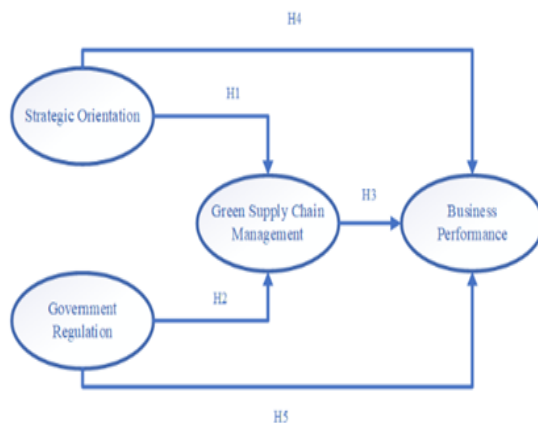 H4
H1
Strategic Orientation
H3
Green Supply Chain
Management
Business
Performance
H2
Government
Regulation
H5